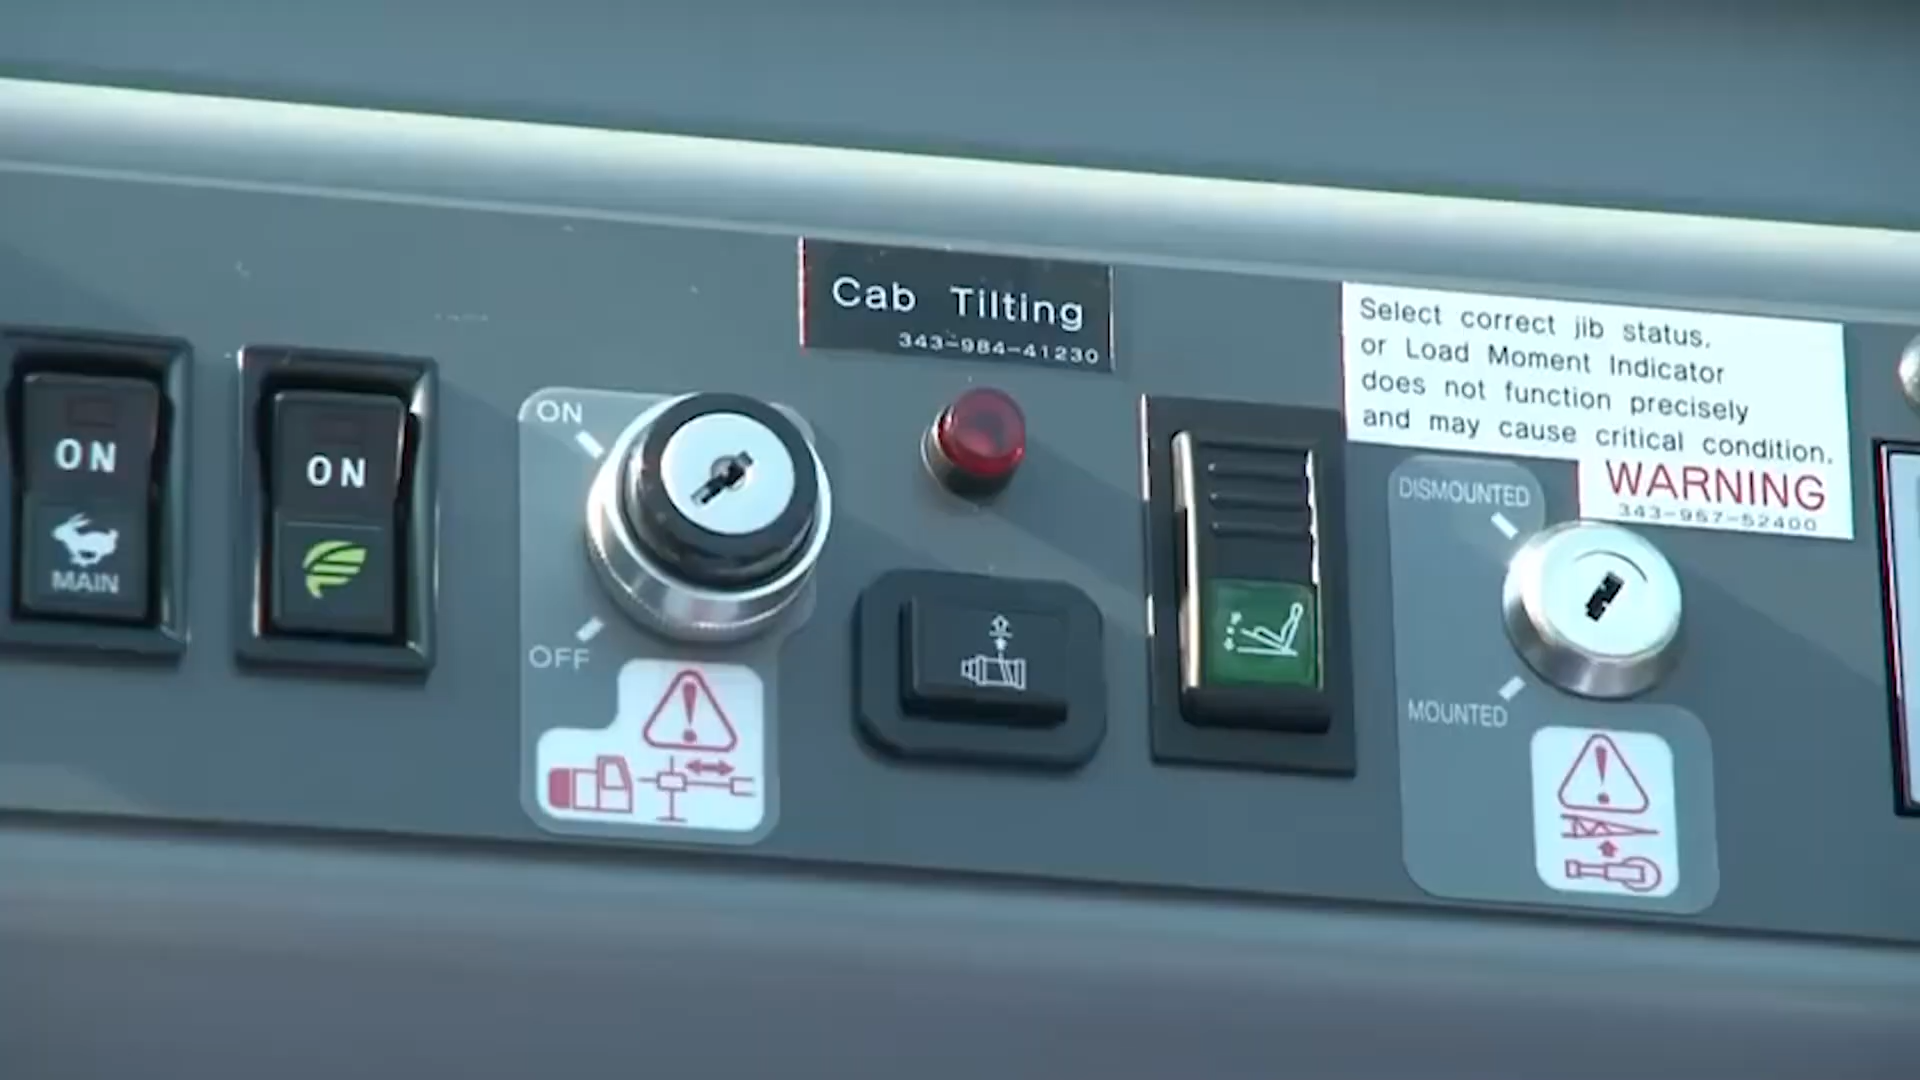 ON
MAIN
ON
ON
OFF
Cab Tilting
343-984-41230
Select correct jib status,
or Load Moment Indicator
does not function precisely
and may cause critical condition.
WARNING
343-967-52400
DISMOUNTED
MOUNTED